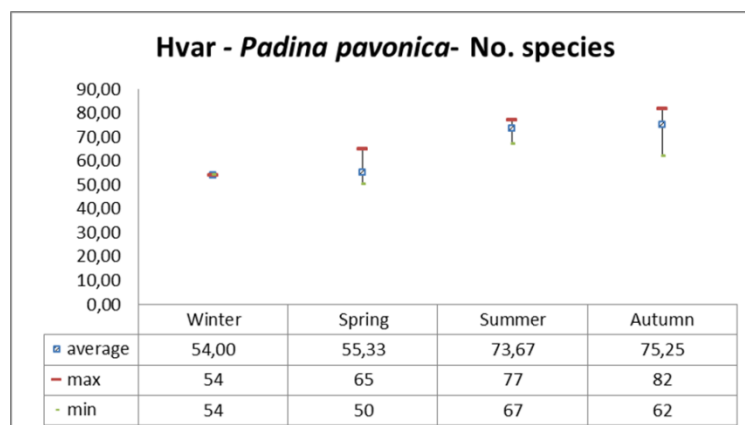 Hvar - Padina pavonica- No. species
90,00
80,00
70,00
60,00
50,00
40,00
30,00
20,00
10,00
0,00
Winter Spring Summer Autumn
average 54,00 55,33 73,67 75,25
max 54 65 77 82
min 54 50 67 62